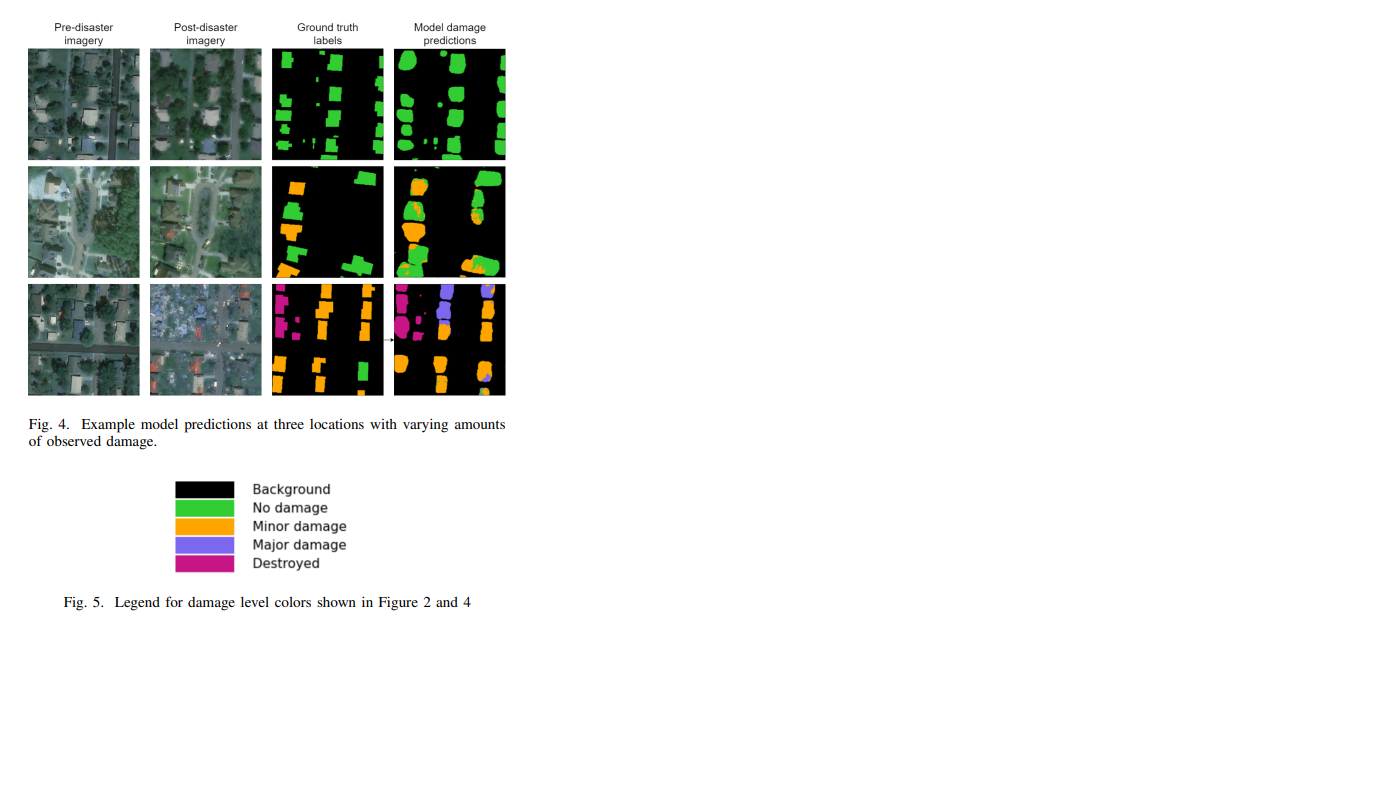 Pre-disaster
imagery
Post-disaster
imagery
Ground truth
labels
Model damage
predictions
Fig. 4. Example model predictions at three locations with varying amounts
of observed damage.
Background
No damage
Minor damage
Major damage
Destroyed
Fig. 5. Legend for damage level colors shown in Figure 2 and 4